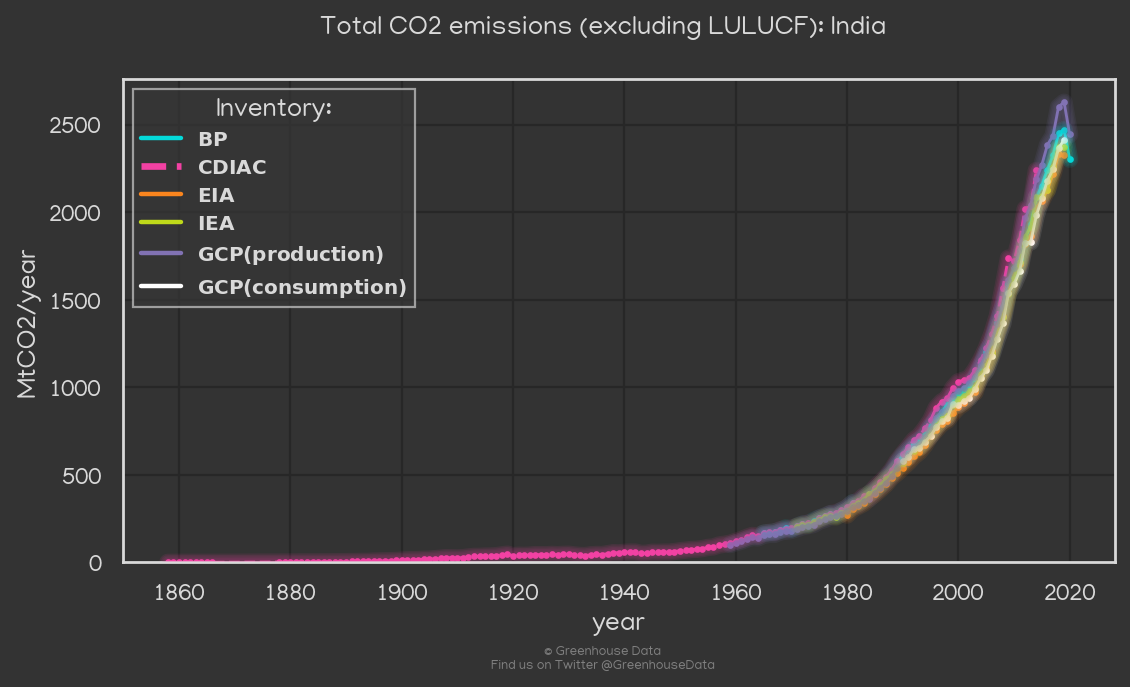 Total CO2 emissions (excluding LULUCF): India
Inventory:
BP
CDIAC
EIA
IEA
GCP(production)
GCP(consumption)
MtCO2/year
2500
2000
1500
1000
500
0
1860 1880 1900 1920 1940 1960 1980 2000 2020
year
© Greenhouse Data
Find us on Twitter @GreenhouseData